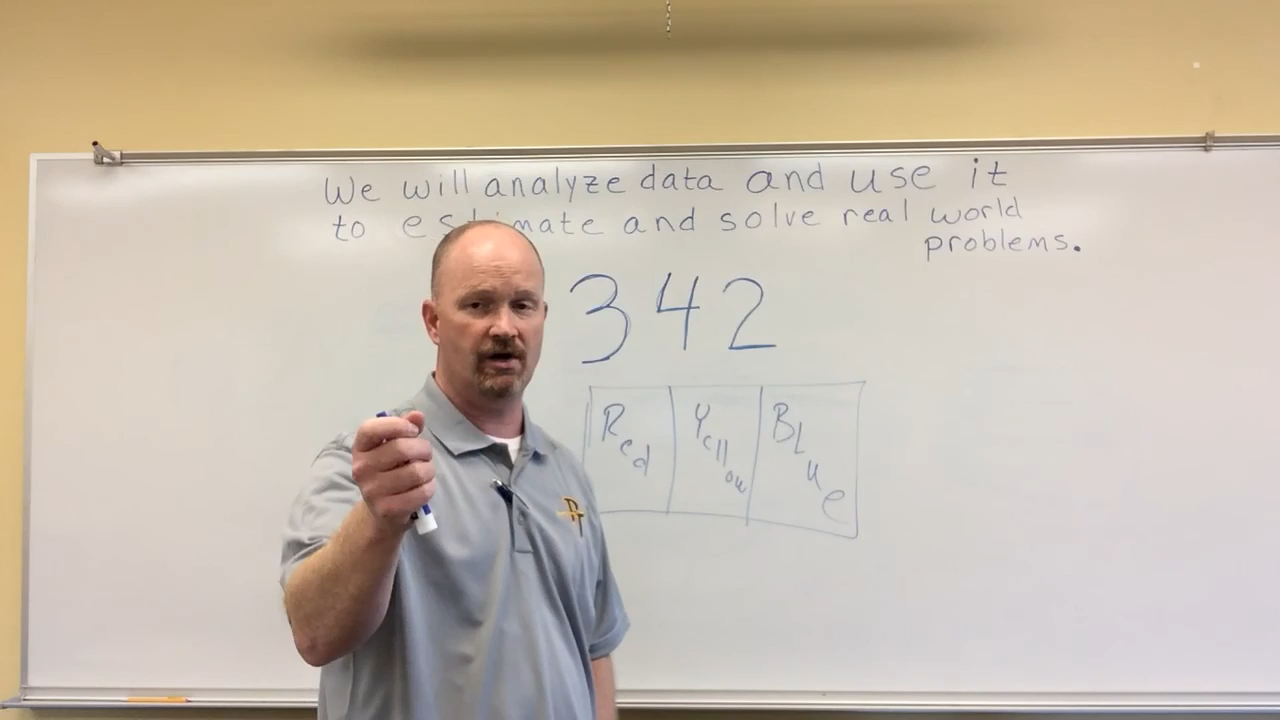 We will analyze data and use it
to estimate and solve real world
problems.
342
Red Yellow BLue